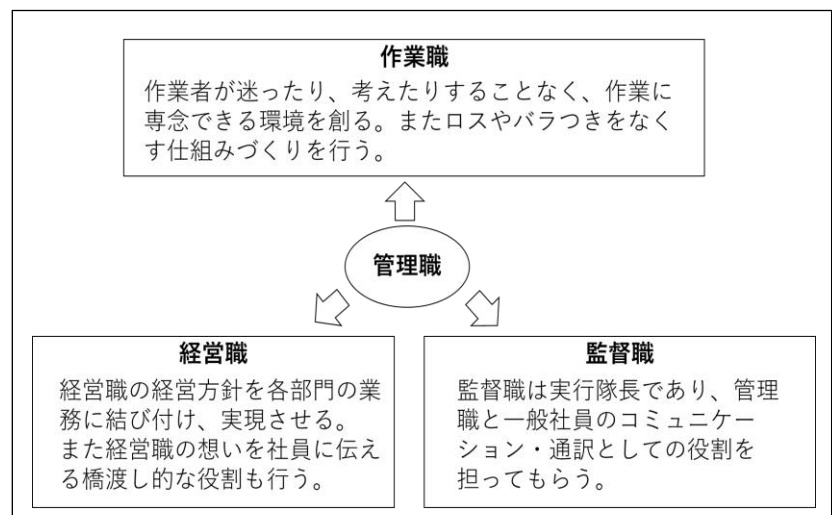 作業職
作業者が迷ったり、考えたりすることなく、作業に
専念できる環境を創る。またロスやバラつきをなく
す仕組みづくりを行う。
管理職
経営職
経営職の経営方針を各部門の業
務に結び付け、実現させる。
また経営職の想いを社員に伝え
る橋渡し的な役割も行う。
監督職
監督職は実行隊長であり、管理
職と一般社員のコミュニケー
ション・通訳としての役割を
担ってもらう。